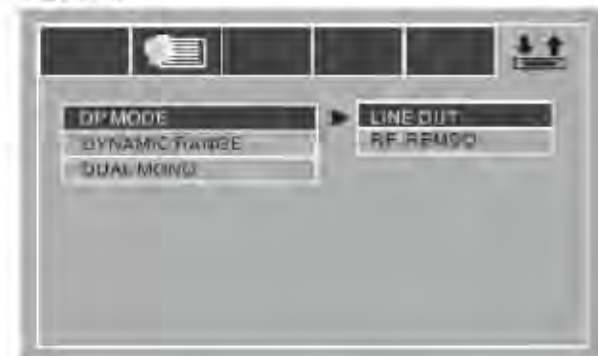 OP MODE
LINE OUT
DYNAMIC RANGE
RF REMOD
DUAL MONO